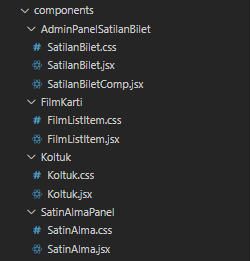 components
AdminPanelSatilanBilet
# SatilanBilet.css
SatilanBilet.jsx
SatilanBiletComp.jsx
FilmKarti
# FilmListItem.css
FilmListItem.jsx
Koltuk
# Koltuk.css
Koltuk.jsx
SatinAlmaPanel
# SatinAlma.css
SatinAlma.jsx